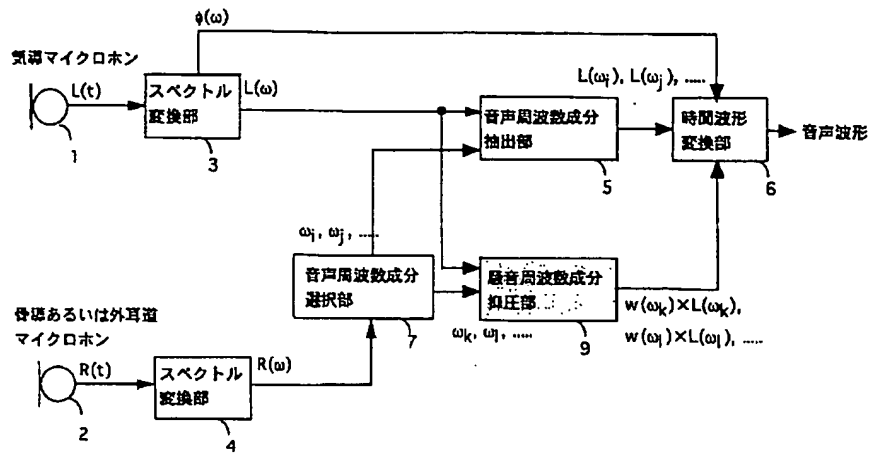 φ(ω)
気導マイクロホン
L(t)
1
スペクトル
変換部
3
L(ω)
音声周波数成分
抽出部
5
L(ωi), L(ωj), .....
時間波形
変換部
6
音声波形
ωi, ωj, .....
音声周波数成分
選択部
7
騒音周波数成分
抑圧部
9
ωk, ωl, .....
w(ωk)×L(ωk),
w(ωl)×L(ωl), .....
骨導あるいは外耳道
マイクロホン
R(t)
2
スペクトル
変換部
4
R(ω)